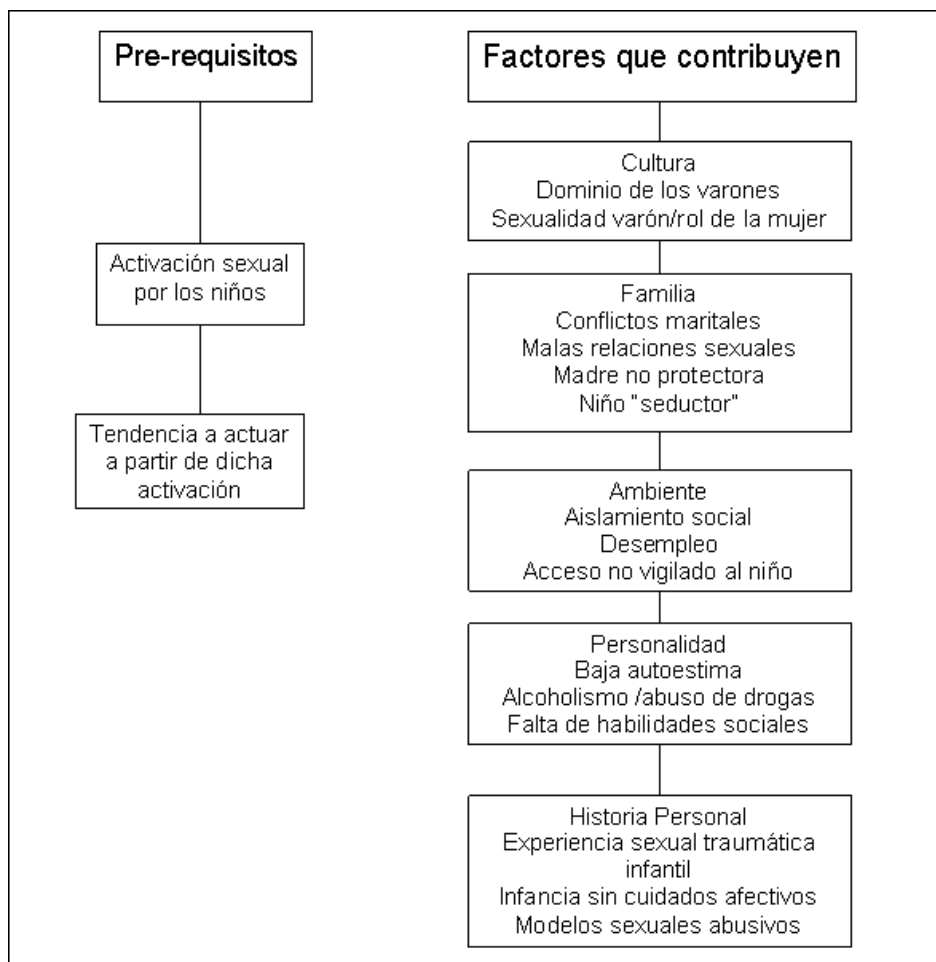 Pre-requisitos
Activación sexual
por los niños
Tendencia a actuar
a partir de dicha
activación
Factores que contribuyen
Cultura
Dominio de los varones
Sexualidad varón/rol de la mujer
Familia
Conflictos maritales
Malas relaciones sexuales
Madre no protectora
Niño "seductor"
Ambiente
Aislamiento social
Desempleo
Acceso no vigilado al niño
Personalidad
Baja autoestima
Alcoholismo /abuso de drogas
Falta de habilidades sociales
Historia Personal
Experiencia sexual traumática
infantil
Infancia sin cuidados afectivos
Modelos sexuales abusivos